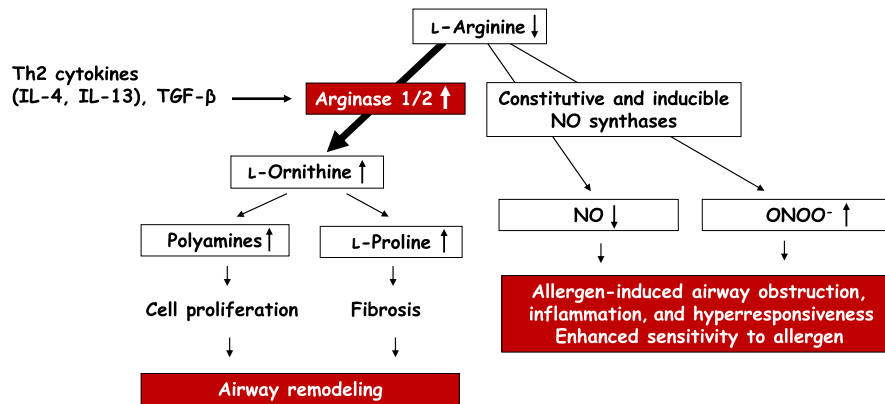 L-Arginine ↓
Th2 cytokines
(IL-4, IL-13), TGF-β
Arginase 1/2 ↑
Constitutive and inducible
NO synthases
L-Ornithine ↑
NO ↓
ONOO⁻ ↑
Polyamines ↑
L-Proline ↑
Cell proliferation
Fibrosis
Allergen-induced airway obstruction,
inflammation, and hyperresponsiveness
Enhanced sensitivity to allergen
Airway remodeling